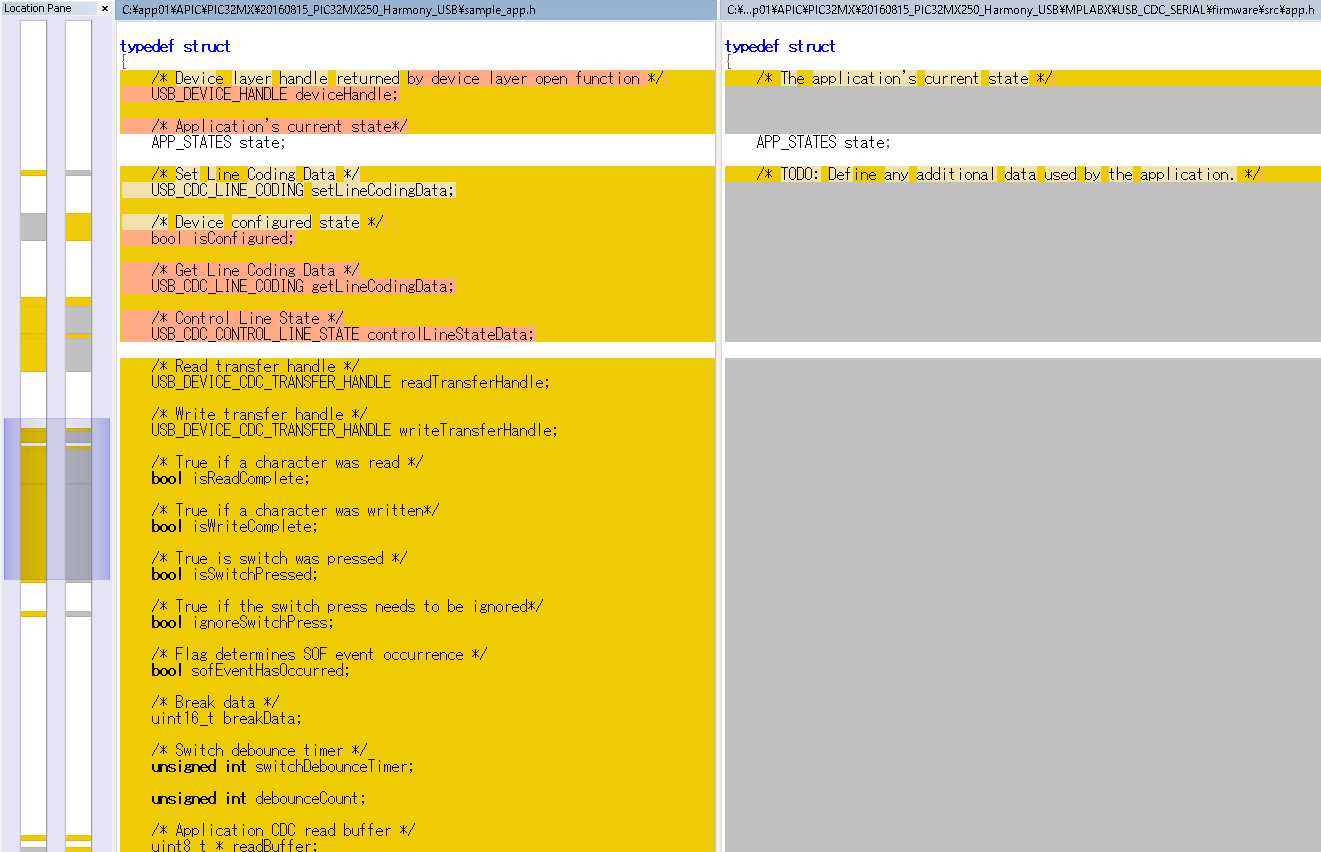 Location Pane ×
C:¥app01¥APIC¥PIC32MX¥20160815_PIC32MX250_Harmony_USB¥sample_app.h
typedef struct
{
/* Device layer handle returned by device layer open function */
USB_DEVICE_HANDLE deviceHandle;
/* Application's current state*/
APP_STATES state;
/* Set Line Coding Data */
USB_CDC_LINE_CODING setLineCodingData;
/* Device configured state */
bool isConfigured;
/* Get Line Coding Data */
USB_CDC_LINE_CODING getLineCodingData;
/* Control Line State */
USB_CDC_CONTROL_LINE_STATE controlLineStateData;
/* Read transfer handle */
USB_DEVICE_CDC_TRANSFER_HANDLE readTransferHandle;
/* Write transfer handle */
USB_DEVICE_CDC_TRANSFER_HANDLE writeTransferHandle;
/* True if a character was read */
bool isReadComplete;
/* True if a character was written*/
bool isWriteComplete;
/* True is switch was pressed */
bool isSwitchPressed;
/* True if the switch press needs to be ignored*/
bool ignoreSwitchPress;
/* Flag determines SOF event occurrence */
bool sofEventHasOccurred;
/* Break data */
uint16_t breakData;
/* Switch debounce timer */
unsigned int switchDebounceTimer;
unsigned int debounceCount;
/* Application CDC read buffer */
uint8_t * readBuffer;
C:¥...p01¥APIC¥PIC32MX¥20160815_PIC32MX250_Harmony_USB¥MPLABX¥USB_CDC_SERIAL¥firmware¥src¥app.h
typedef struct
{
/* The application's current state */
APP_STATES state;
/* TODO: Define any additional data used by the application. */